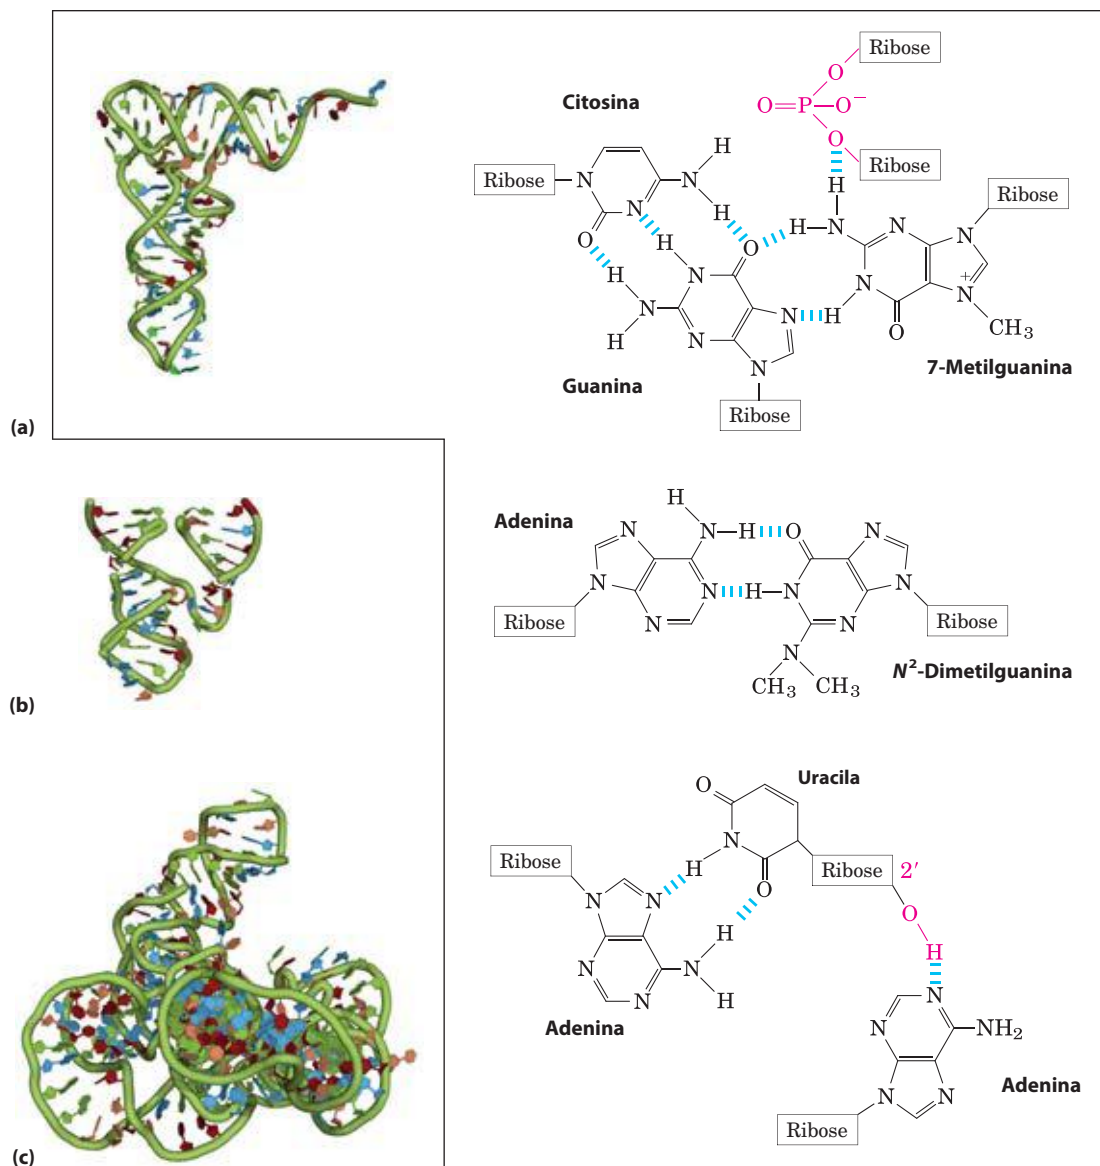 (a)
Citosina
Ribose
N
O
N
N
H
H
Guanina
H
N
H
H
N
O
N
N
N
Ribose
Ribose
O
O=P—O−
O
Ribose
H
H
N
N
N
Ribose
H
N
O
N
+
CH3
7-Metilguanina
(b)
Adenina
H
N—H
O
N
N
N
N
N
N
H—N
N
N
Ribose
N
Ribose
CH3
CH3
N2-Dimetilguanina
(c)
Uracila
O
N
H
O
Ribose
2′
O
H
Ribose
N
N
N
N
H
N
H
Adenina
N
N
NH2
N
N
Ribose
Adenina